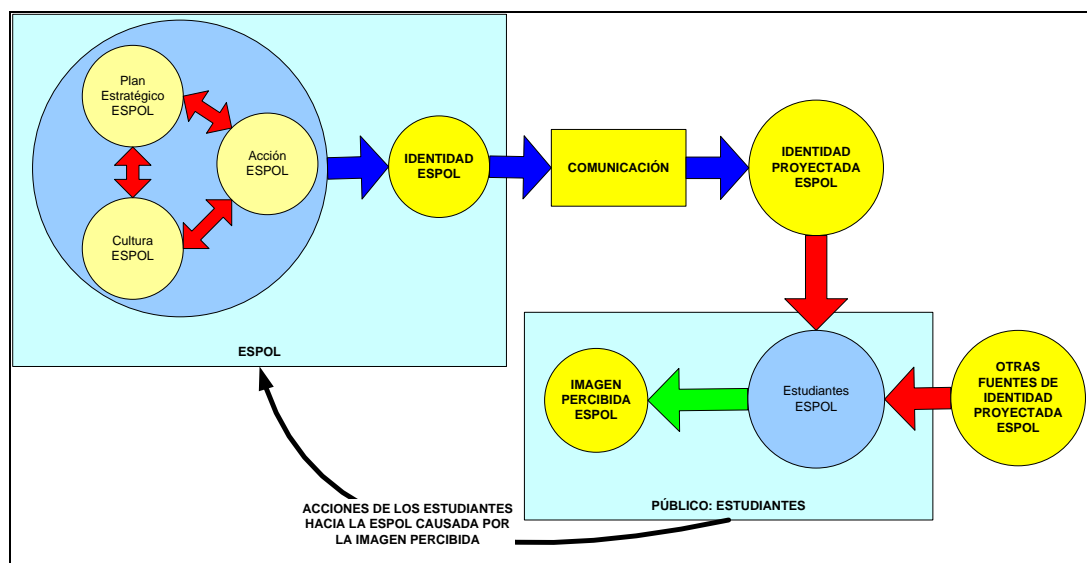 Plan
Estratégico
ESPOL
Acción
ESPOL
Cultura
ESPOL
IDENTIDAD
ESPOL
COMUNICACIÓN
IDENTIDAD
PROYECTADA
ESPOL
ESPOL
IMAGEN
PERCIBIDA
ESPOL
Estudiantes
ESPOL
OTRAS
FUENTES DE
IDENTIDAD
PROYECTADA
ESPOL
PÚBLICO: ESTUDIANTES
ACCIONES DE LOS ESTUDIANTES
HACIA LA ESPOL CAUSADA POR
LA IMAGEN PERCIBIDA